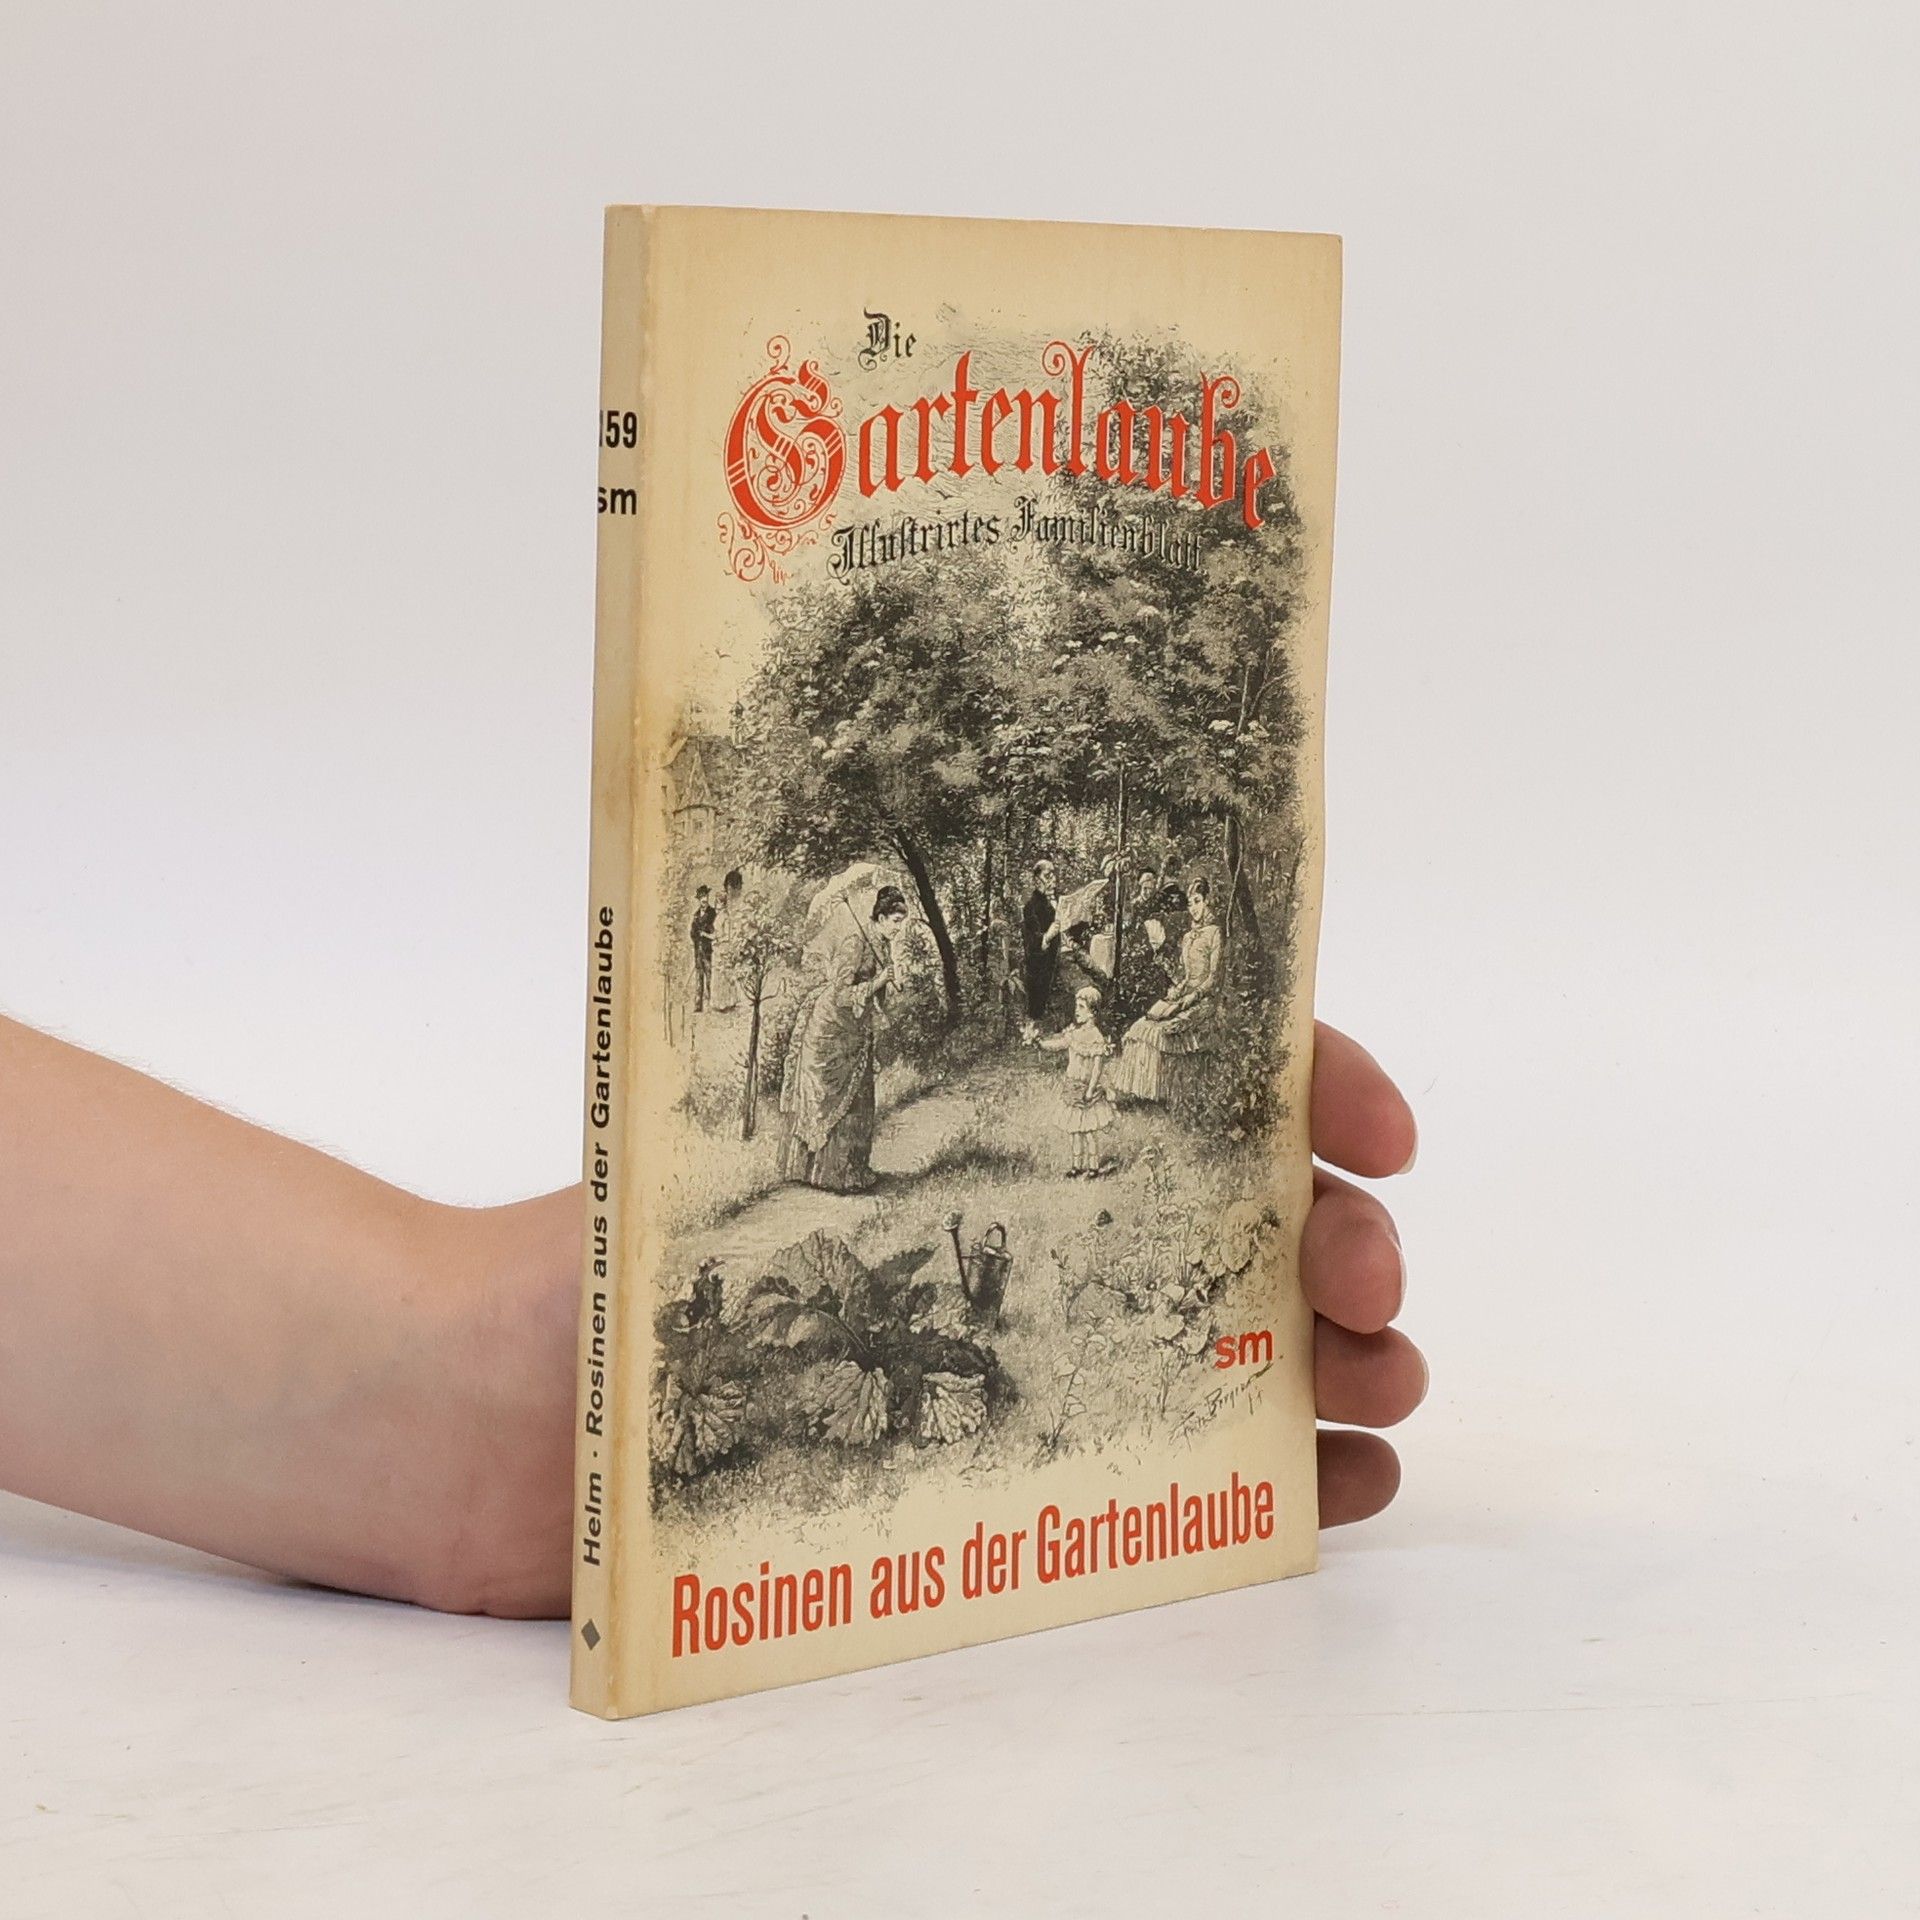 159
sm
Helm · Rosinen aus der Gartenlaube
Die
Gartenlaube
Illustrirtes Familienblatt
sm
Rosinen aus der Gartenlaube